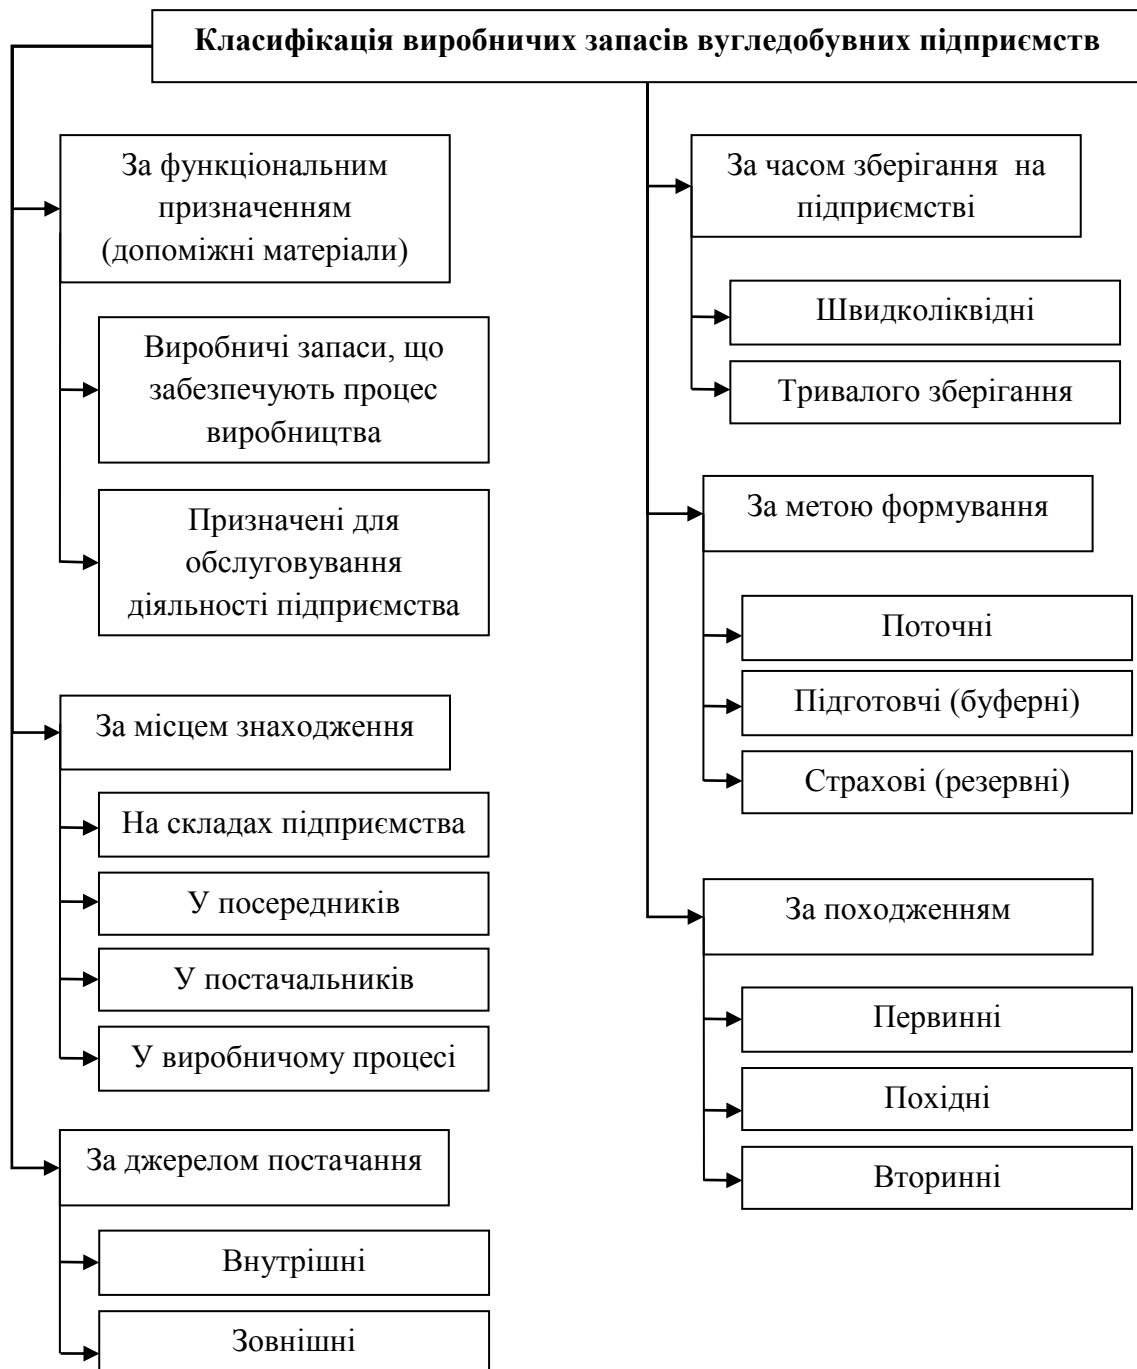 Класифікація виробничих запасів вугледобувних підприємств
За функціональним
призначенням
(допоміжні матеріали)
Виробничі запаси, що
забезпечують процес
виробництва
Призначені для
обслуговування
діяльності підприємства
За місцем знаходження
На складах підприємства
У посередників
У постачальників
У виробничому процесі
За джерелом постачання
Внутрішні
Зовнішні
За часом зберігання  на
підприємстві
Швидколіквідні
Тривалого зберігання
За метою формування
Поточні
Підготовчі (буферні)
Страхові (резервні)
За походженням
Первинні
Похідні
Вторинні